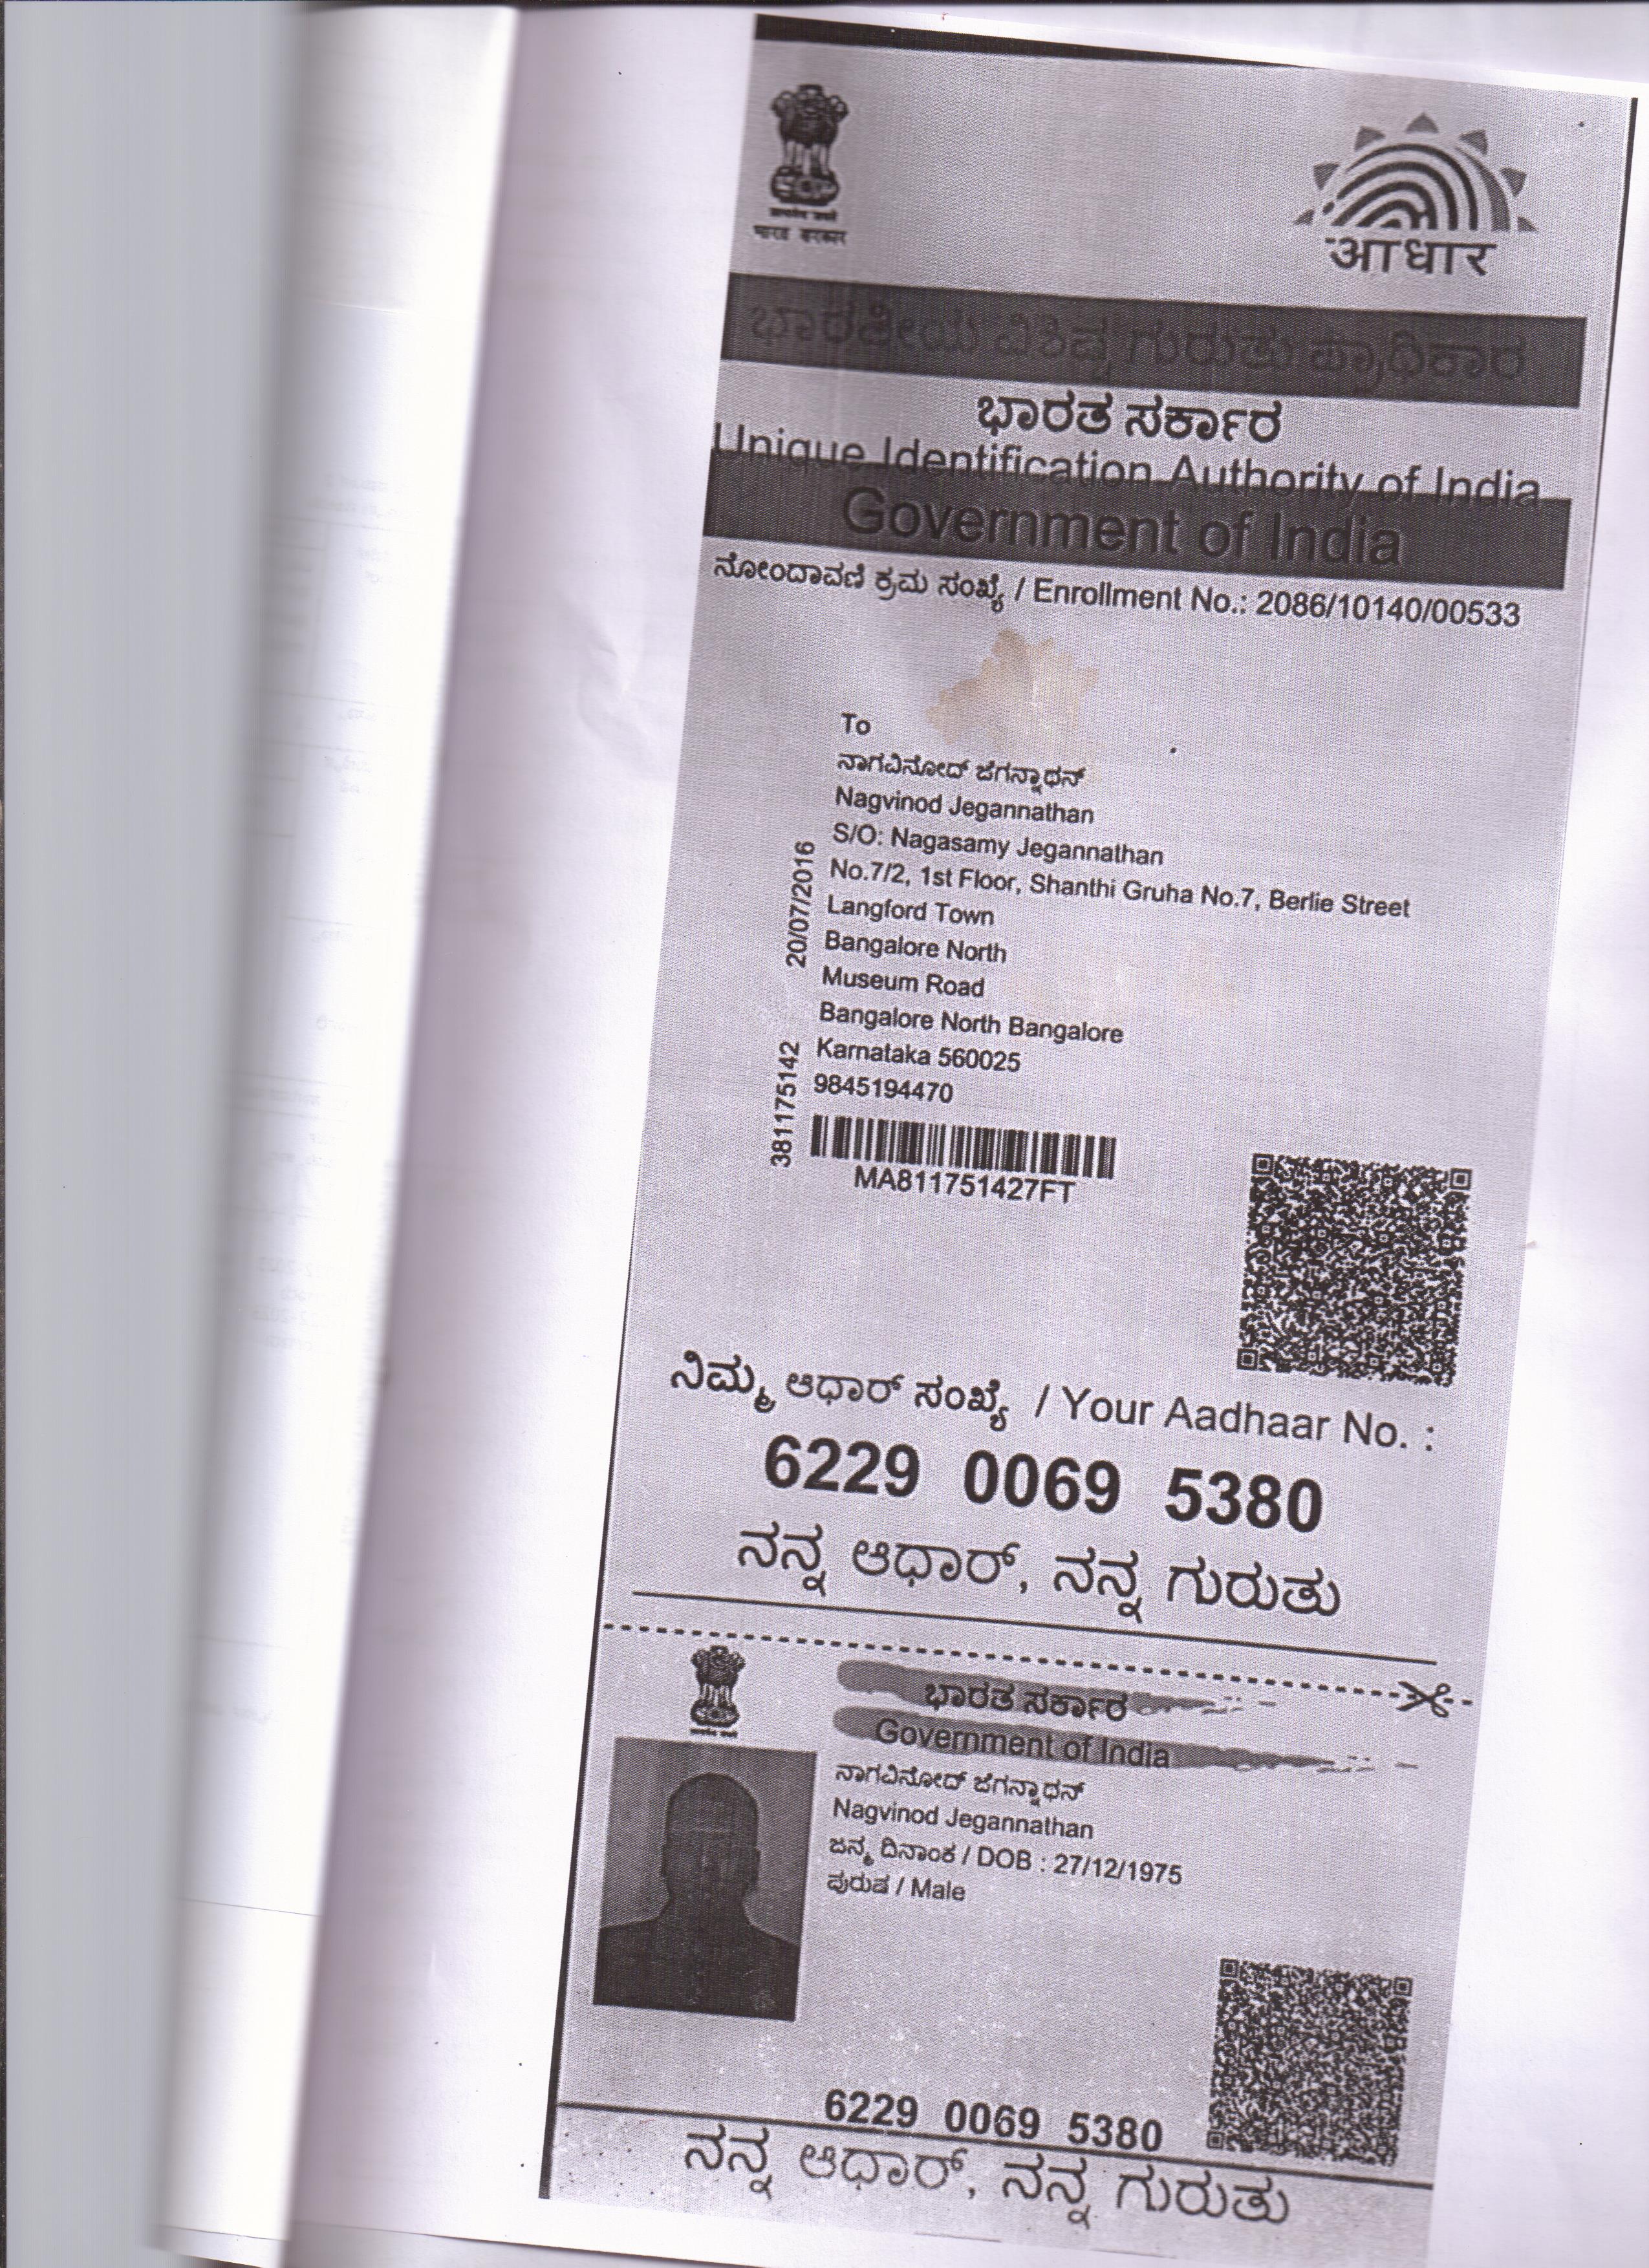 भारत सरकार
आधार
ಭಾರತೀಯ ವಿಶಿಷ್ಟ ಗುರುತು ಪ್ರಾಧಿಕಾರ
ಭಾರತ ಸರ್ಕಾರ
Unique Identification Authority of India
Government of India
ನೋಂದಾವಣಿ ಕ್ರಮ ಸಂಖ್ಯೆ / Enrollment No.: 2086/10140/00533
To
ನಾಗವಿನೋದ್ ಜೆಗನ್ನಾಥನ್
Nagvinod Jegannathan
S/O: Nagasamy Jegannathan
No.7/2, 1st Floor, Shanthi Gruha No.7, Berlie Street
Langford Town
Bangalore North
Museum Road
Bangalore North Bangalore
Karnataka 560025
9845194470
20/07/2016
381175142
MA811751427FT
ನಿಮ್ಮ ಆಧಾರ್ ಸಂಖ್ಯೆ / Your Aadhaar No. :
6229 0069 5380
ನನ್ನ ಆಧಾರ್, ನನ್ನ ಗುರುತು
ಭಾರತ ಸರ್ಕಾರ
Government of India
ನಾಗವಿನೋದ್ ಜೆಗನ್ನಾಥನ್
Nagvinod Jegannathan
ಜನ್ಮ ದಿನಾಂಕ / DOB : 27/12/1975
ಪುರುಷ / Male
6229 0069 5380
ನನ್ನ ಆಧಾರ್, ನನ್ನ ಗುರುತು